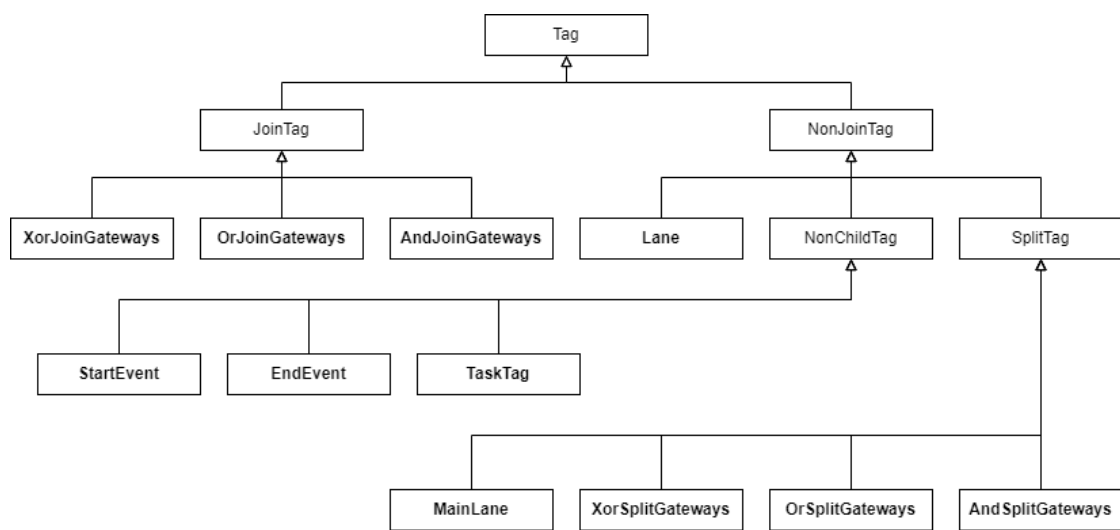 Tag
JoinTag
NonJoinTag
XorJoinGateways
OrJoinGateways
AndJoinGateways
Lane
NonChildTag
SplitTag
StartEvent
EndEvent
TaskTag
MainLane
XorSplitGateways
OrSplitGateways
AndSplitGateways